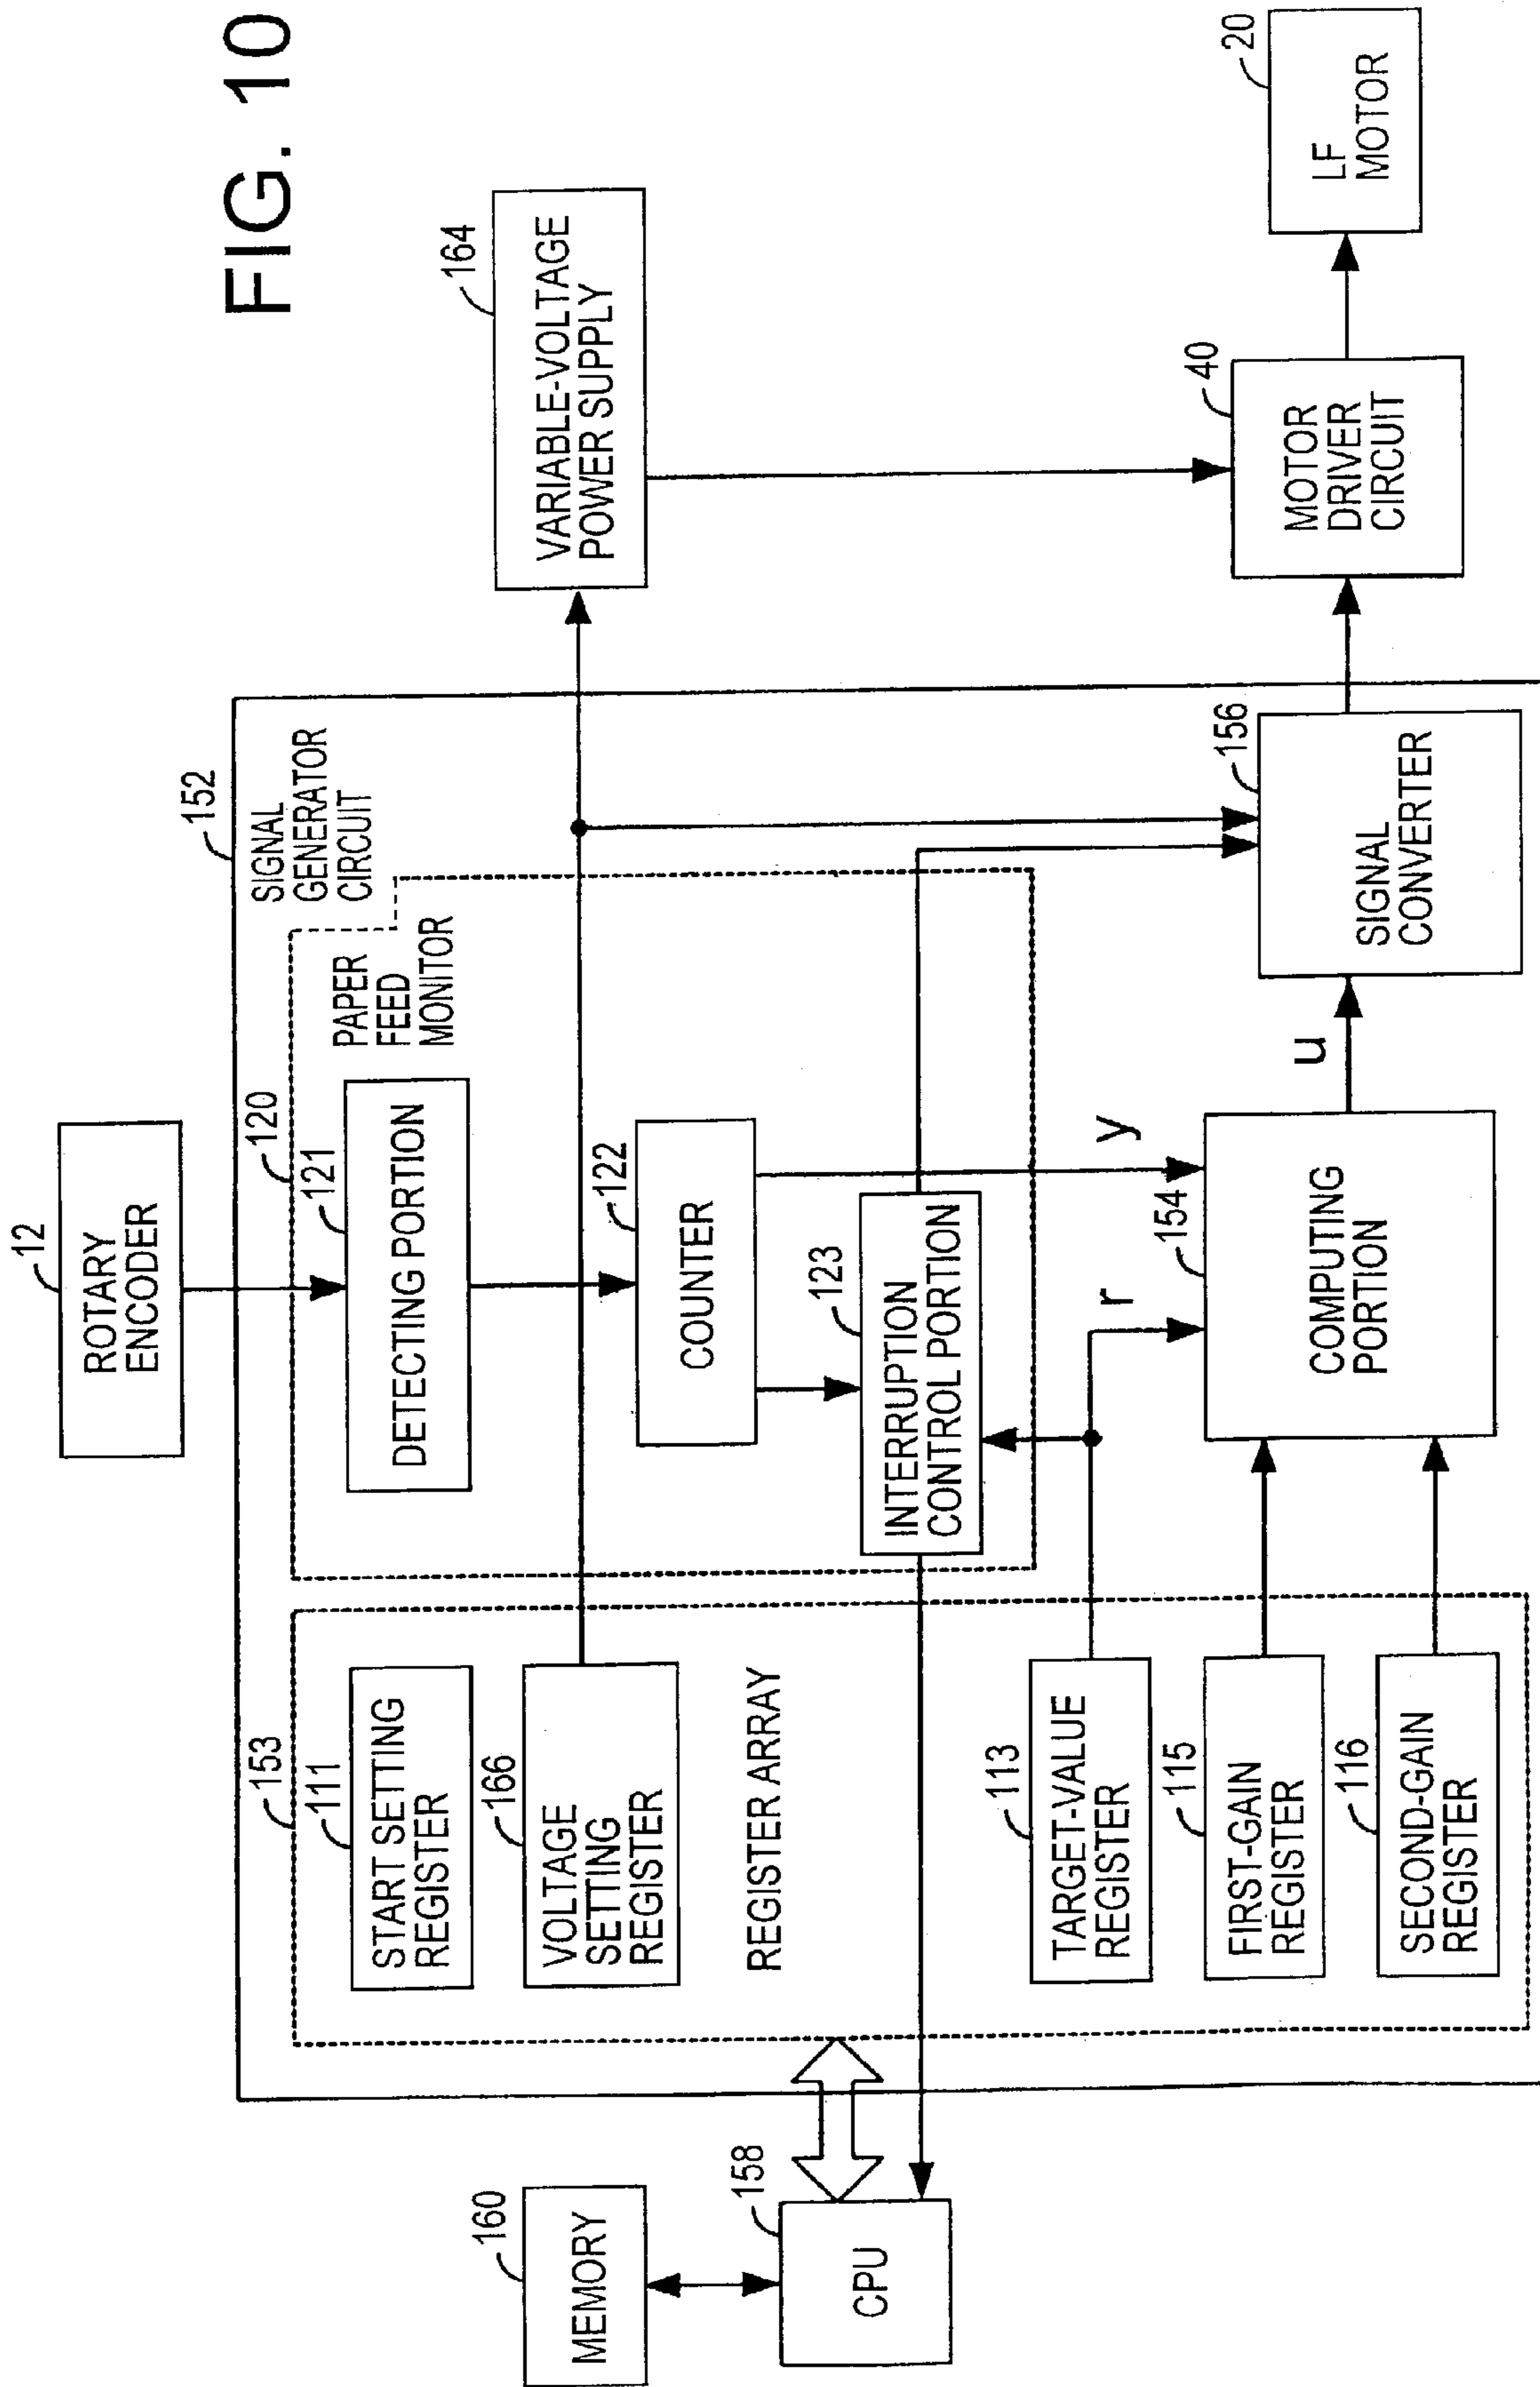 FIG. 10
12
ROTARY
ENCODER
152
SIGNAL
GENERATOR
CIRCUIT
120
PAPER
FEED
MONITOR
153
111
START SETTING
REGISTER
121
DETECTING PORTION
160
MEMORY
166
VOLTAGE
SETTING
REGISTER
164
VARIABLE-VOLTAGE
POWER SUPPLY
122
COUNTER
REGISTER ARRAY
158
CPU
123
INTERRUPTION
CONTROL PORTION
113
TARGET-VALUE
REGISTER
r
y
115
FIRST-GAIN
REGISTER
116
SECOND-GAIN
REGISTER
154
COMPUTING
PORTION
u
156
SIGNAL
CONVERTER
40
MOTOR
DRIVER
CIRCUIT
20
LF
MOTOR